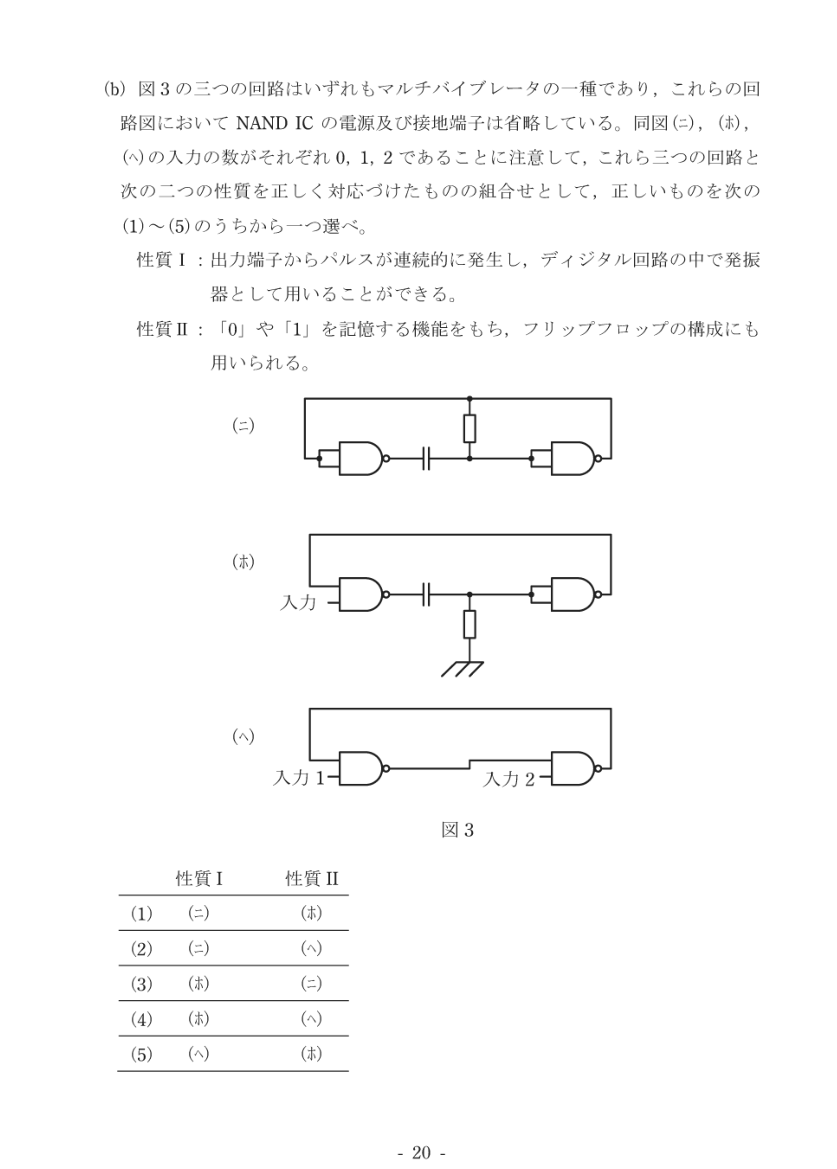 (b) 図3の三つの回路はいずれもマルチバイブレータの一種であり，これらの回
路図において NAND IC の電源及び接地端子は省略している。同図(ニ)，(ホ)，
(ヘ)の入力の数がそれぞれ 0, 1, 2 であることに注意して，これら三つの回路と
次の二つの性質を正しく対応づけたものの組合せとして，正しいものを次の
(1)～(5)のうちから一つ選べ。
性質Ⅰ：出力端子からパルスが連続的に発生し，ディジタル回路の中で発振
器として用いることができる。
性質Ⅱ：「0」や「1」を記憶する機能をもち，フリップフロップの構成にも
用いられる。
(ニ)
(ホ)
入力
(ヘ)
入力 1
入力 2
図 3
性質Ⅰ 性質Ⅱ
(1) (ニ) (ホ)
(2) (ニ) (ヘ)
(3) (ホ) (ニ)
(4) (ホ) (ヘ)
(5) (ヘ) (ホ)
- 20 -